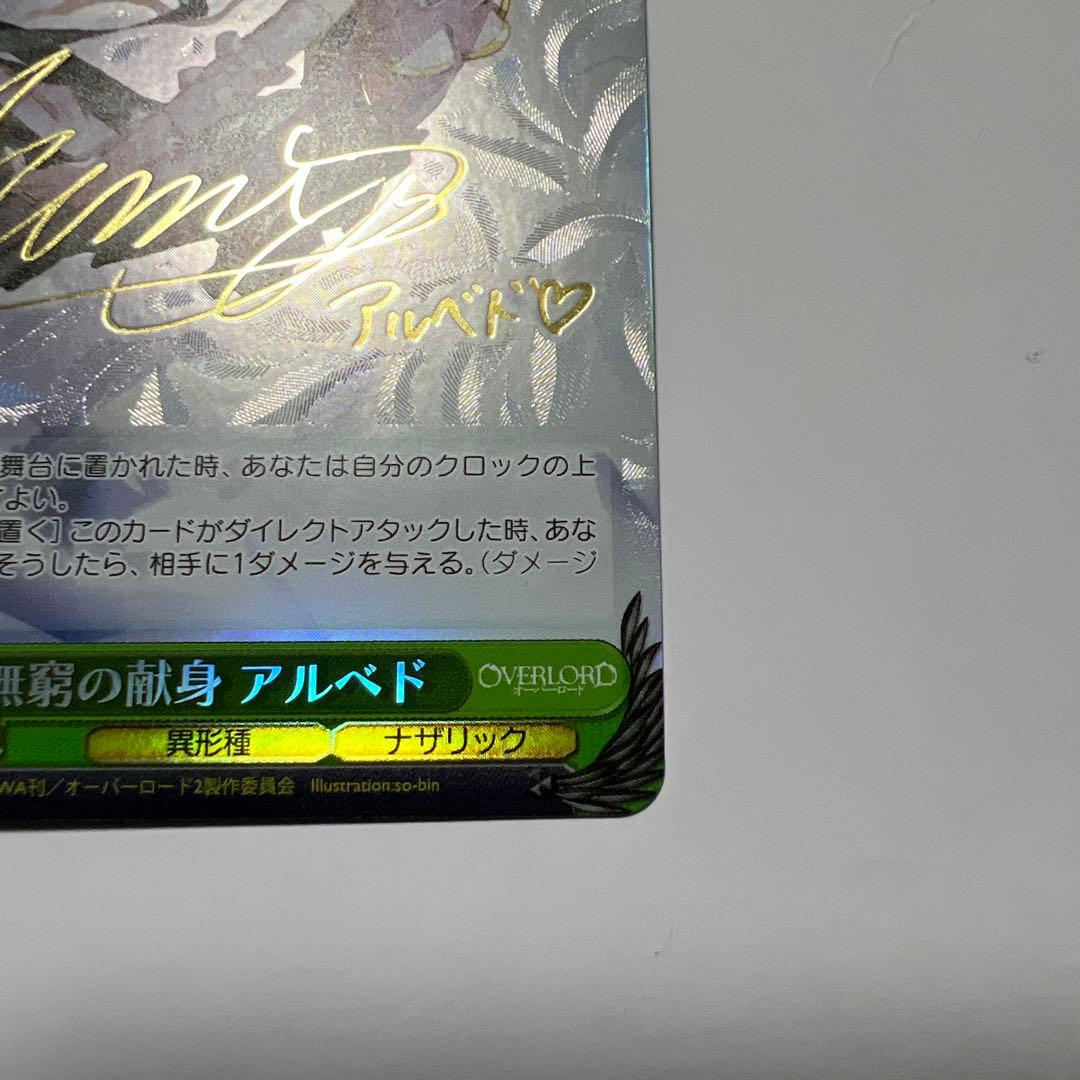 アルベド♡
舞台に置かれた時、あなたは自分のクロックの上
てよい。
置く］このカードがダイレクトアタックした時、あな
そうしたら、相手に1ダメージを与える。（ダメージ
無窮の献身 アルベド
OVERLORD
オーバーロード
異形種
ナザリック
WA刊／オーバーロード2製作委員会 Illustration:so-bin